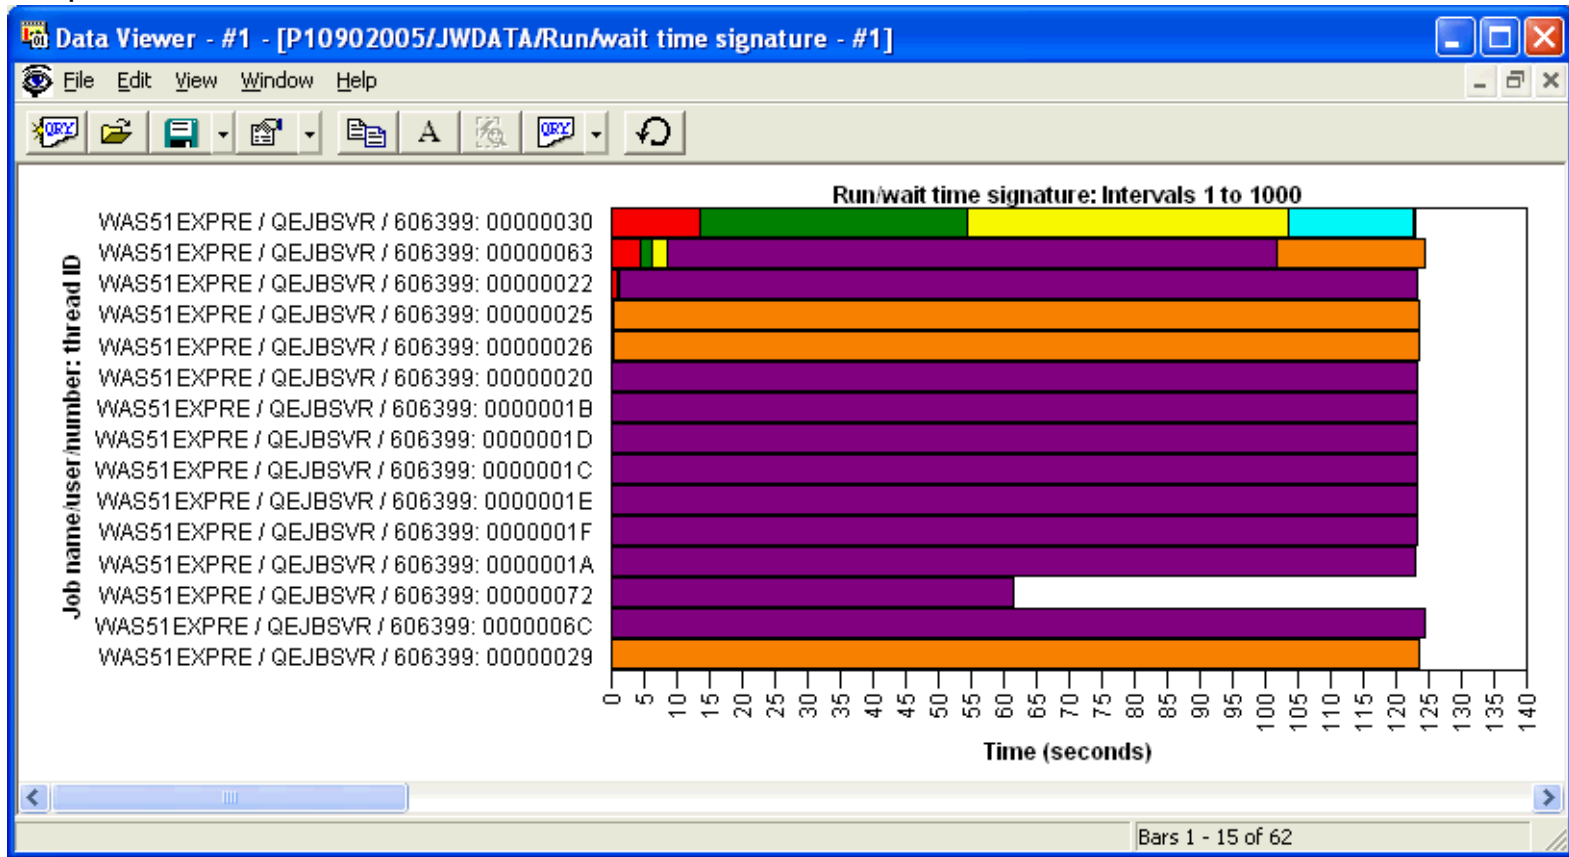 Data Viewer - #1 - [P10902005/JWDATA/Run/wait time signature - #1]
File Edit View Window Help
QRY A QRY
Run/wait time signature: Intervals 1 to 1000
Job name/user/number: thread ID
WAS51EXPRE / QEJBSVR / 606399: 00000030
WAS51EXPRE / QEJBSVR / 606399: 00000063
WAS51EXPRE / QEJBSVR / 606399: 00000022
WAS51EXPRE / QEJBSVR / 606399: 00000025
WAS51EXPRE / QEJBSVR / 606399: 00000026
WAS51EXPRE / QEJBSVR / 606399: 00000020
WAS51EXPRE / QEJBSVR / 606399: 0000001B
WAS51EXPRE / QEJBSVR / 606399: 0000001D
WAS51EXPRE / QEJBSVR / 606399: 0000001C
WAS51EXPRE / QEJBSVR / 606399: 0000001E
WAS51EXPRE / QEJBSVR / 606399: 0000001F
WAS51EXPRE / QEJBSVR / 606399: 0000001A
WAS51EXPRE / QEJBSVR / 606399: 00000072
WAS51EXPRE / QEJBSVR / 606399: 0000006C
WAS51EXPRE / QEJBSVR / 606399: 00000029
0 5 10 15 20 25 30 35 40 45 50 55 60 65 70 75 80 85 90 95 100 105 110 115 120 125 130 135 140
Time (seconds)
Bars 1 - 15 of 62